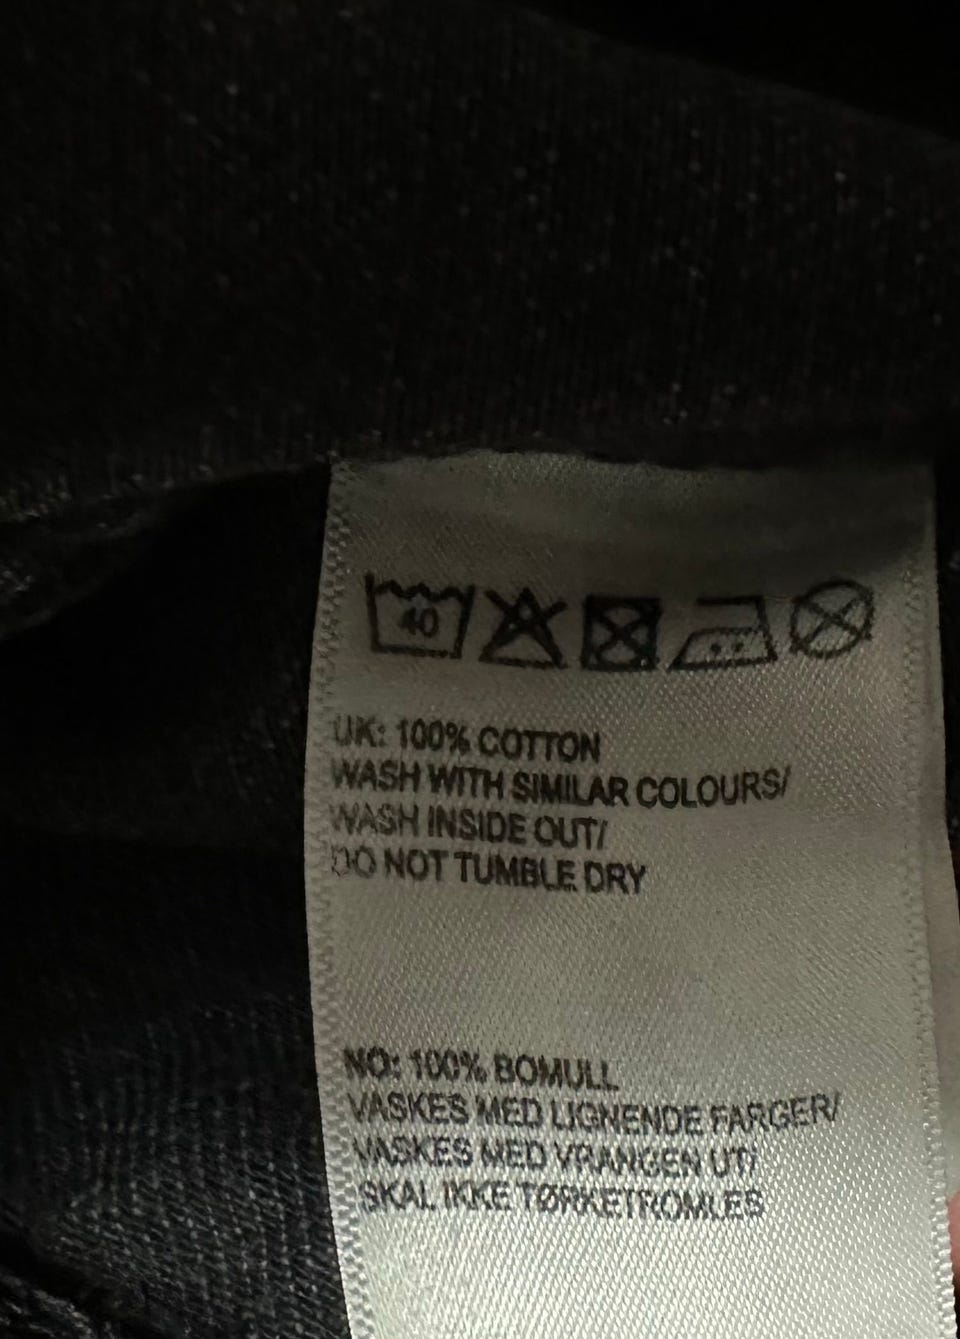 40
UK: 100% COTTON
WASH WITH SIMILAR COLOURS/
WASH INSIDE OUT/
DO NOT TUMBLE DRY
NO: 100% BOMULL
VASKES MED LIGNENDE FARGER/
VASKES MED VRANGEN UT/
SKAL IKKE TØRKETROMLES